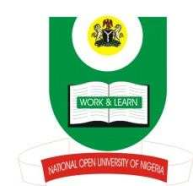 WORK & LEARN
NATIONAL OPEN UNIVERSITY OF NIGERIA